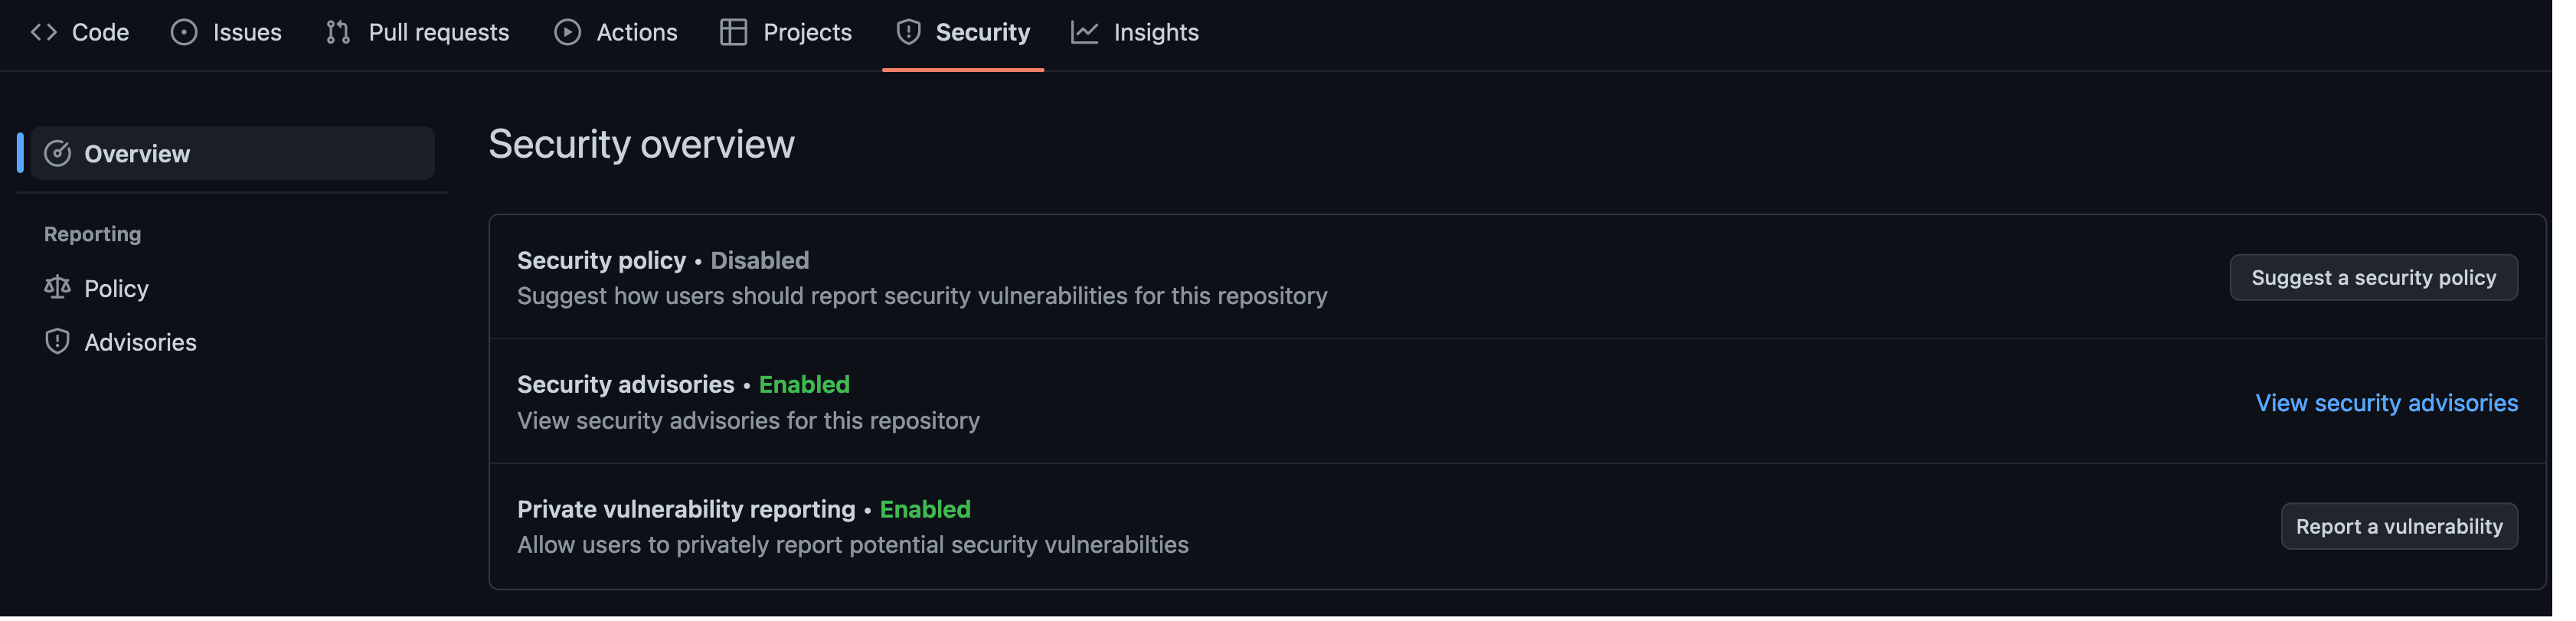 Code Issues Pull requests Actions Projects Security Insights
Overview
Reporting
Policy
Advisories
Security overview
Security policy • Disabled
Suggest how users should report security vulnerabilities for this repository
Suggest a security policy
Security advisories • Enabled
View security advisories for this repository
View security advisories
Private vulnerability reporting • Enabled
Allow users to privately report potential security vulnerabilties
Report a vulnerability